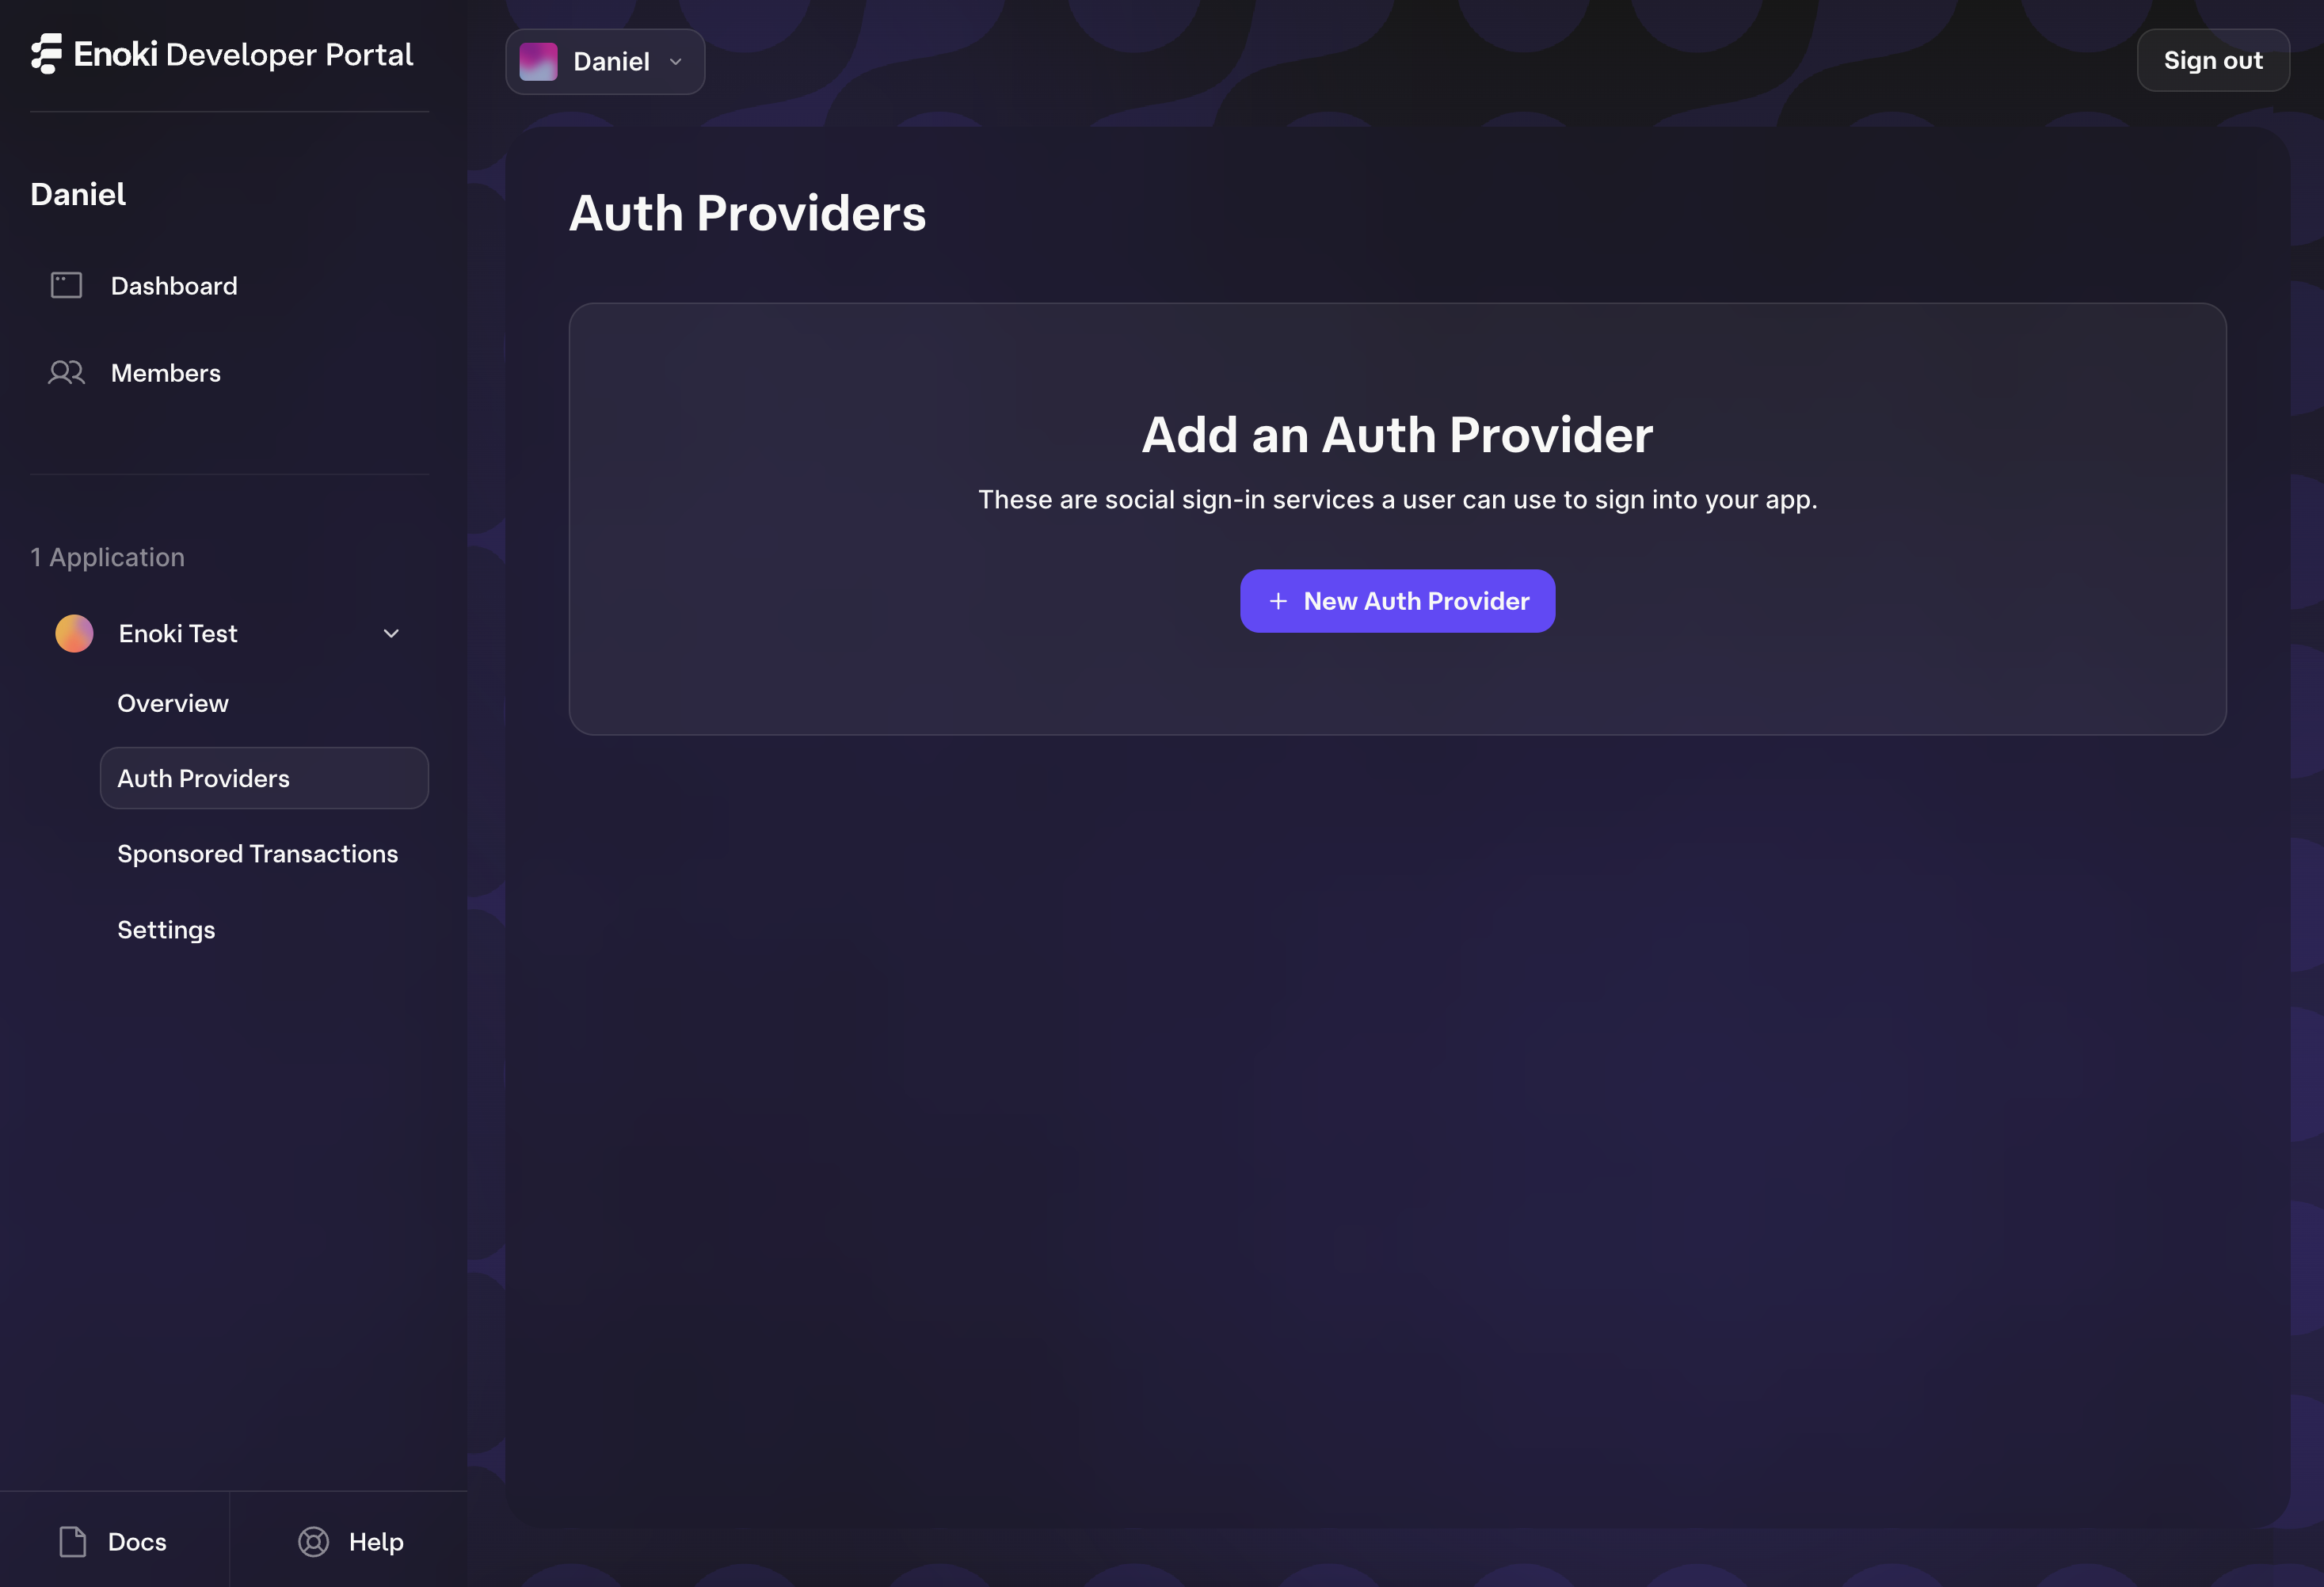 Enoki Developer Portal
Daniel
Dashboard
Members
1 Application
Enoki Test
Overview
Auth Providers
Sponsored Transactions
Settings
Docs
Help
Daniel
Sign out
Auth Providers
Add an Auth Provider
These are social sign-in services a user can use to sign into your app.
+ New Auth Provider